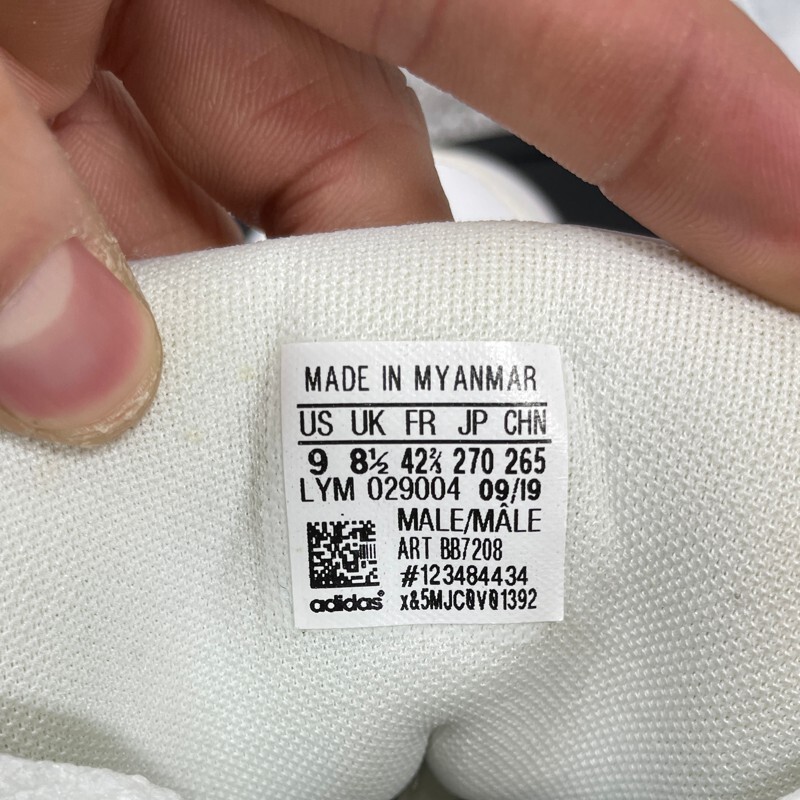 MADE IN MYANMAR
US UK FR JP CHN
9 8½ 42⅔ 270 265
LYM 029004 09/19
MALE/MÂLE
ART BB7208
#123484434
adidas® x&5MJC0V01392